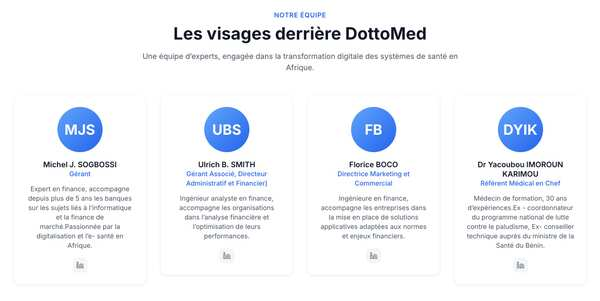 NOTRE ÉQUIPE
Les visages derrière DottoMed
Une équipe d'experts, engagée dans la transformation digitale des systèmes de santé en
Afrique.
MJS
Michel J. SOGBOSSI
Gérant
Expert en finance, accompagne
depuis plus de 5 ans les banques
sur les sujets liés à l'informatique
et la finance de
marché.Passionnée par la
digitalisation et l'e- santé en
Afrique.
UBS
Ulrich B. SMITH
Gérant Associé, Directeur
Administratif et Financier)
Ingénieur analyste en finance,
accompagne les organisations
dans l'analyse financière et
l'optimisation de leurs
performances.
FB
Florice BOCO
Directrice Marketing et
Commercial
Ingénieure en finance,
accompagne les entreprises dans
la mise en place de solutions
applicatives adaptées aux normes
et enjeux financiers.
DYIK
Dr Yacoubou IMOROUN
KARIMOU
Référent Médical en Chef
Médecin de formation, 30 ans
d'expériences.Ex - coordonnateur
du programme national de lutte
contre le paludisme, Ex- conseiller
technique auprès du ministre de la
Santé du Bénin.